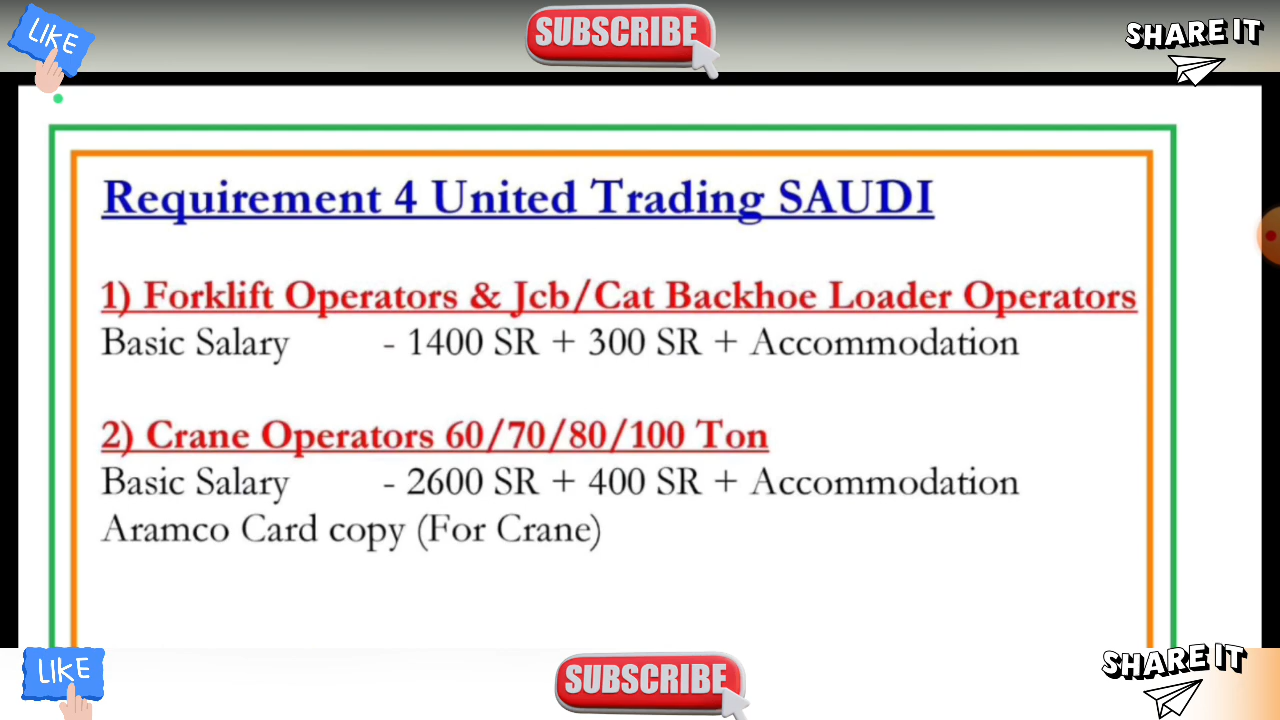 LIKE
SUBSCRIBE
SHARE IT
Requirement 4 United Trading SAUDI
1) Forklift Operators & Jcb/Cat Backhoe Loader Operators
Basic Salary - 1400 SR + 300 SR + Accommodation
2) Crane Operators 60/70/80/100 Ton
Basic Salary - 2600 SR + 400 SR + Accommodation
Aramco Card copy (For Crane)
LIKE
SUBSCRIBE
SHARE IT